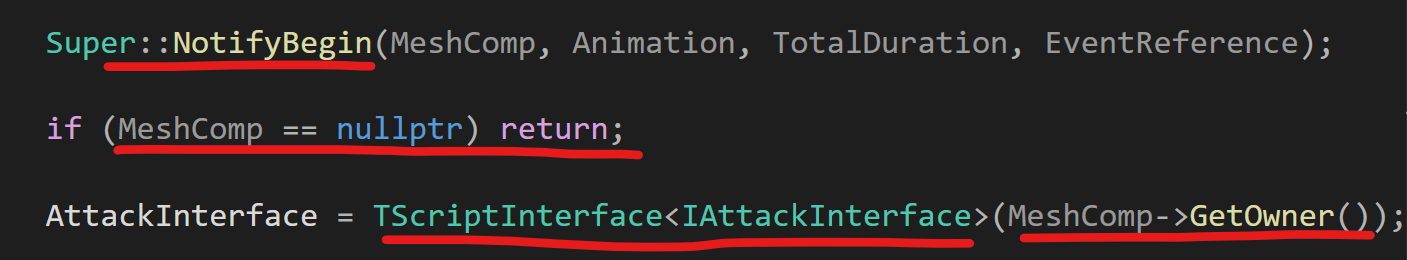 Super::NotifyBegin(MeshComp, Animation, TotalDuration, EventReference);
if (MeshComp == nullptr) return;
AttackInterface = TScriptInterface<IAttackInterface>(MeshComp->GetOwner());